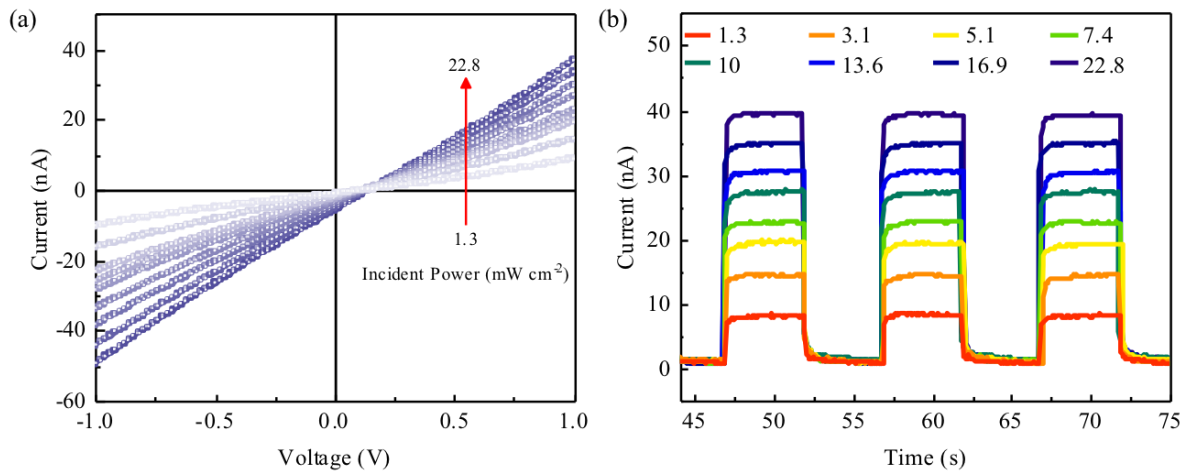 (a)
40
20
0
-20
-40
-60
Current (nA)
22.8
1.3
Incident Power (mW cm-2)
-1.0
-0.5
0.0
0.5
1.0
Voltage (V)
(b)
50
40
30
20
10
0
Current (nA)
1.3 3.1 5.1 7.4
10 13.6 16.9 22.8
45
50
55
60
65
70
75
Time (s)